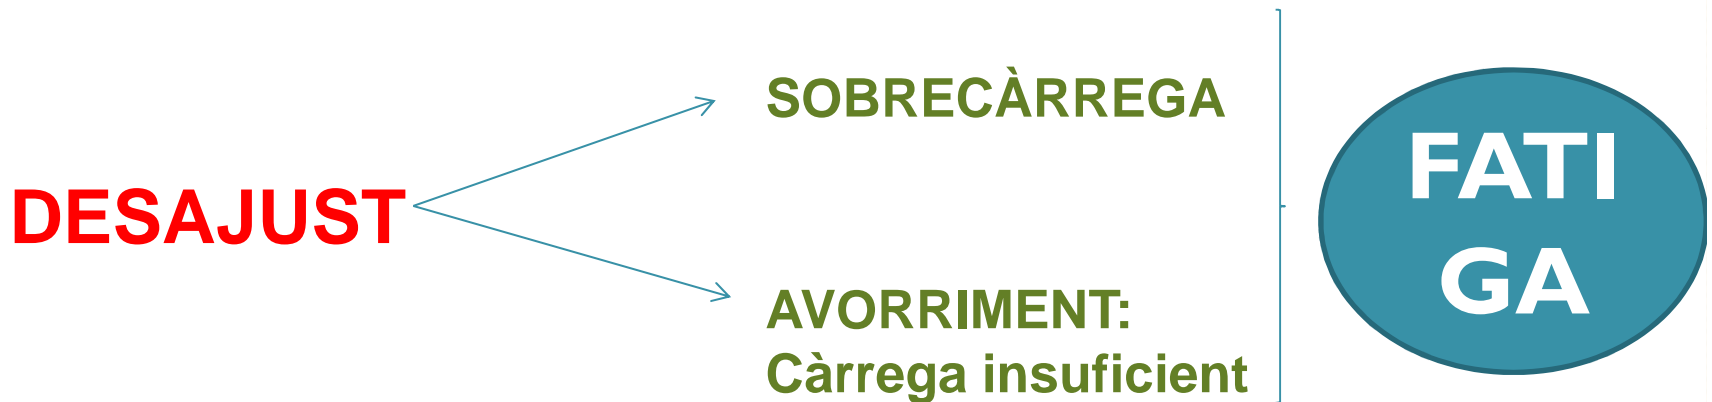 DESAJUST
SOBRECÀRREGA
AVORRIMENT:
Càrrega insuficient
FATI
GA